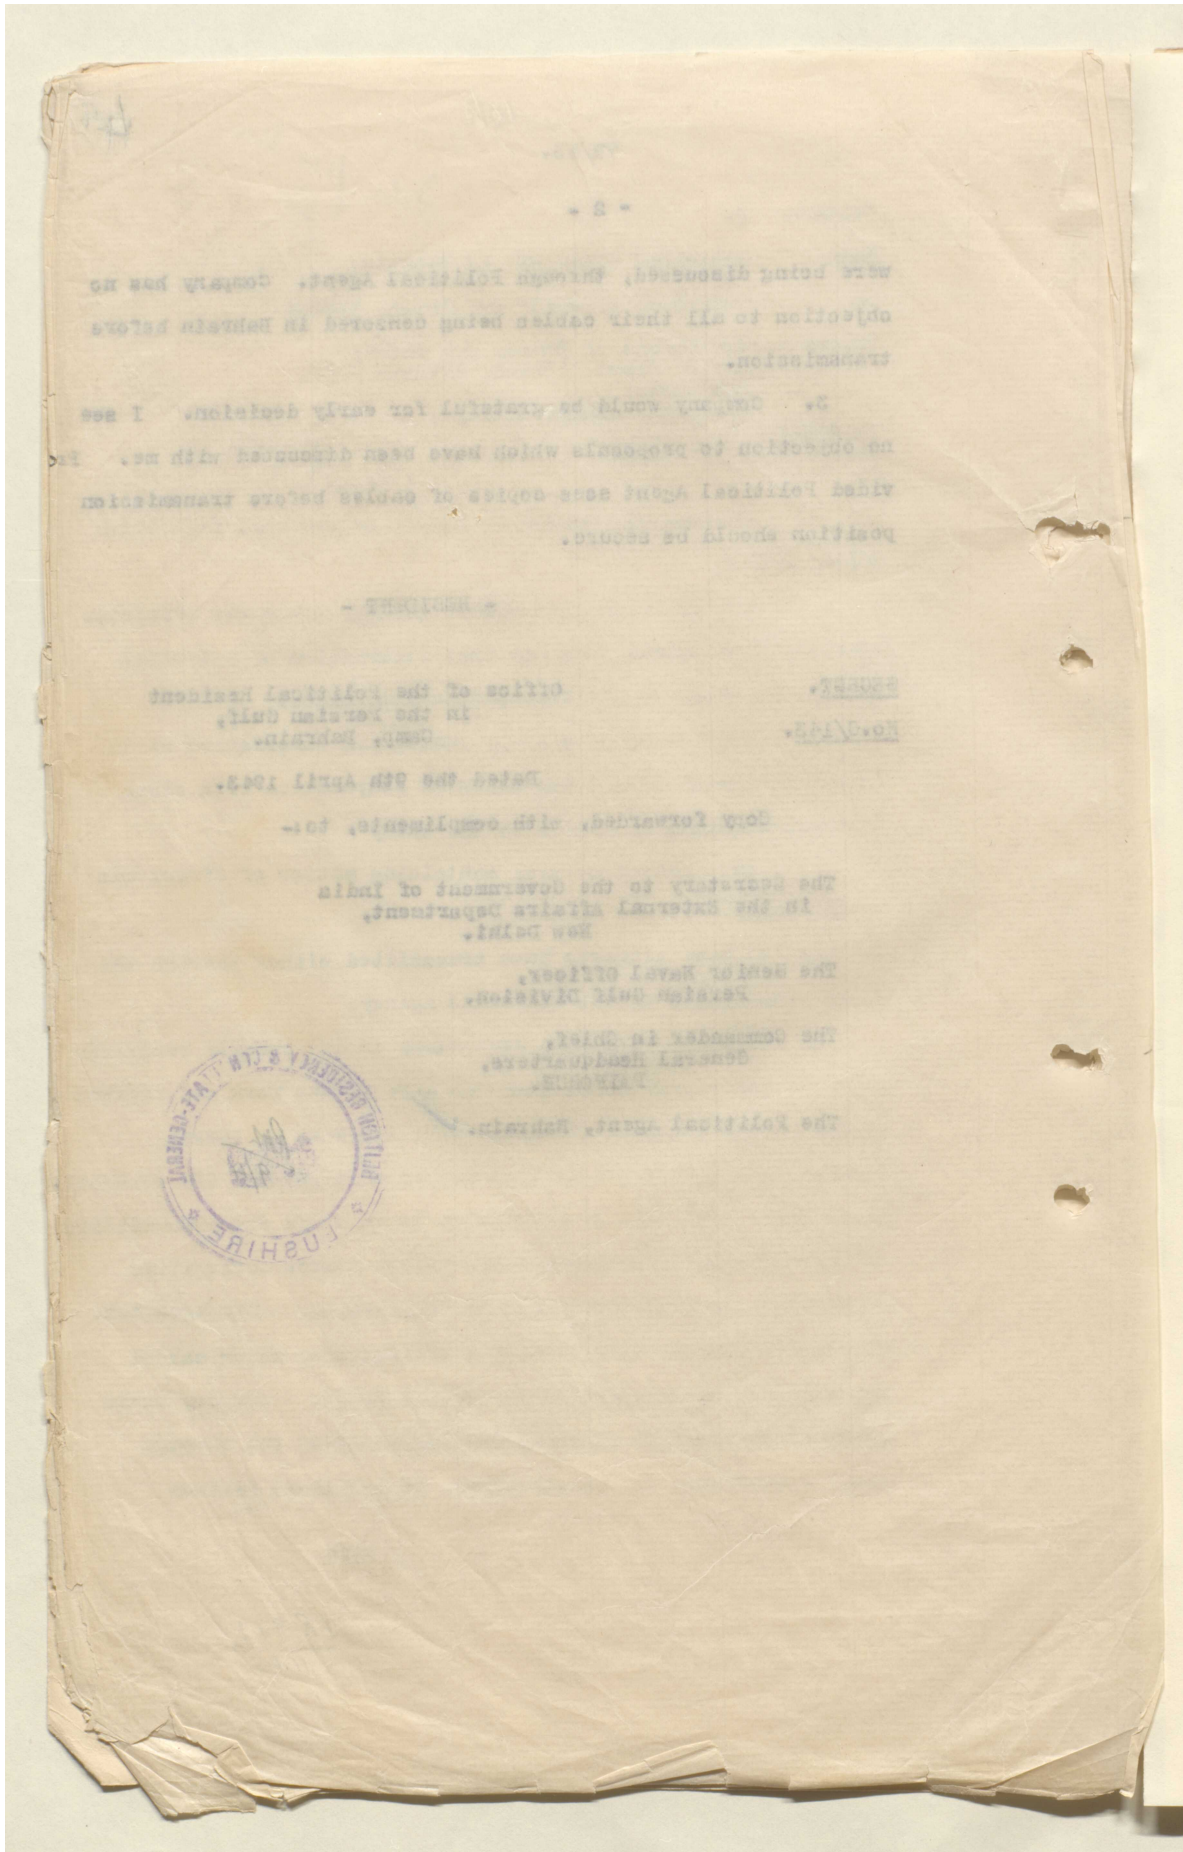 - 2 -
were being discussed, through Political Agent. Company has no
objection to all their cables being censored in Bahrain before
transmission.
3. Company would be grateful for early decision. I see
no objection to proposals which have been discussed with me. Pro
vided Political Agent sees copies of cables before transmission
position should be secure.
- RESIDENT -
SECRET.
No.C/143.
Office of the Political Resident
in the Persian Gulf,
Camp, Bahrain.
Dated the 9th April 1943.
Copy forwarded, with compliments, to:-
The Secretary to the Government of India
in the External Affairs Department,
New Delhi.
The Senior Naval Officer,
Persian Gulf Division.
The Commander in Chief,
General Headquarters,
PAIFORCE.
The Political Agent, Bahrain.
RESIDENCY & CONSULATE-GENERAL
BUSHIRE